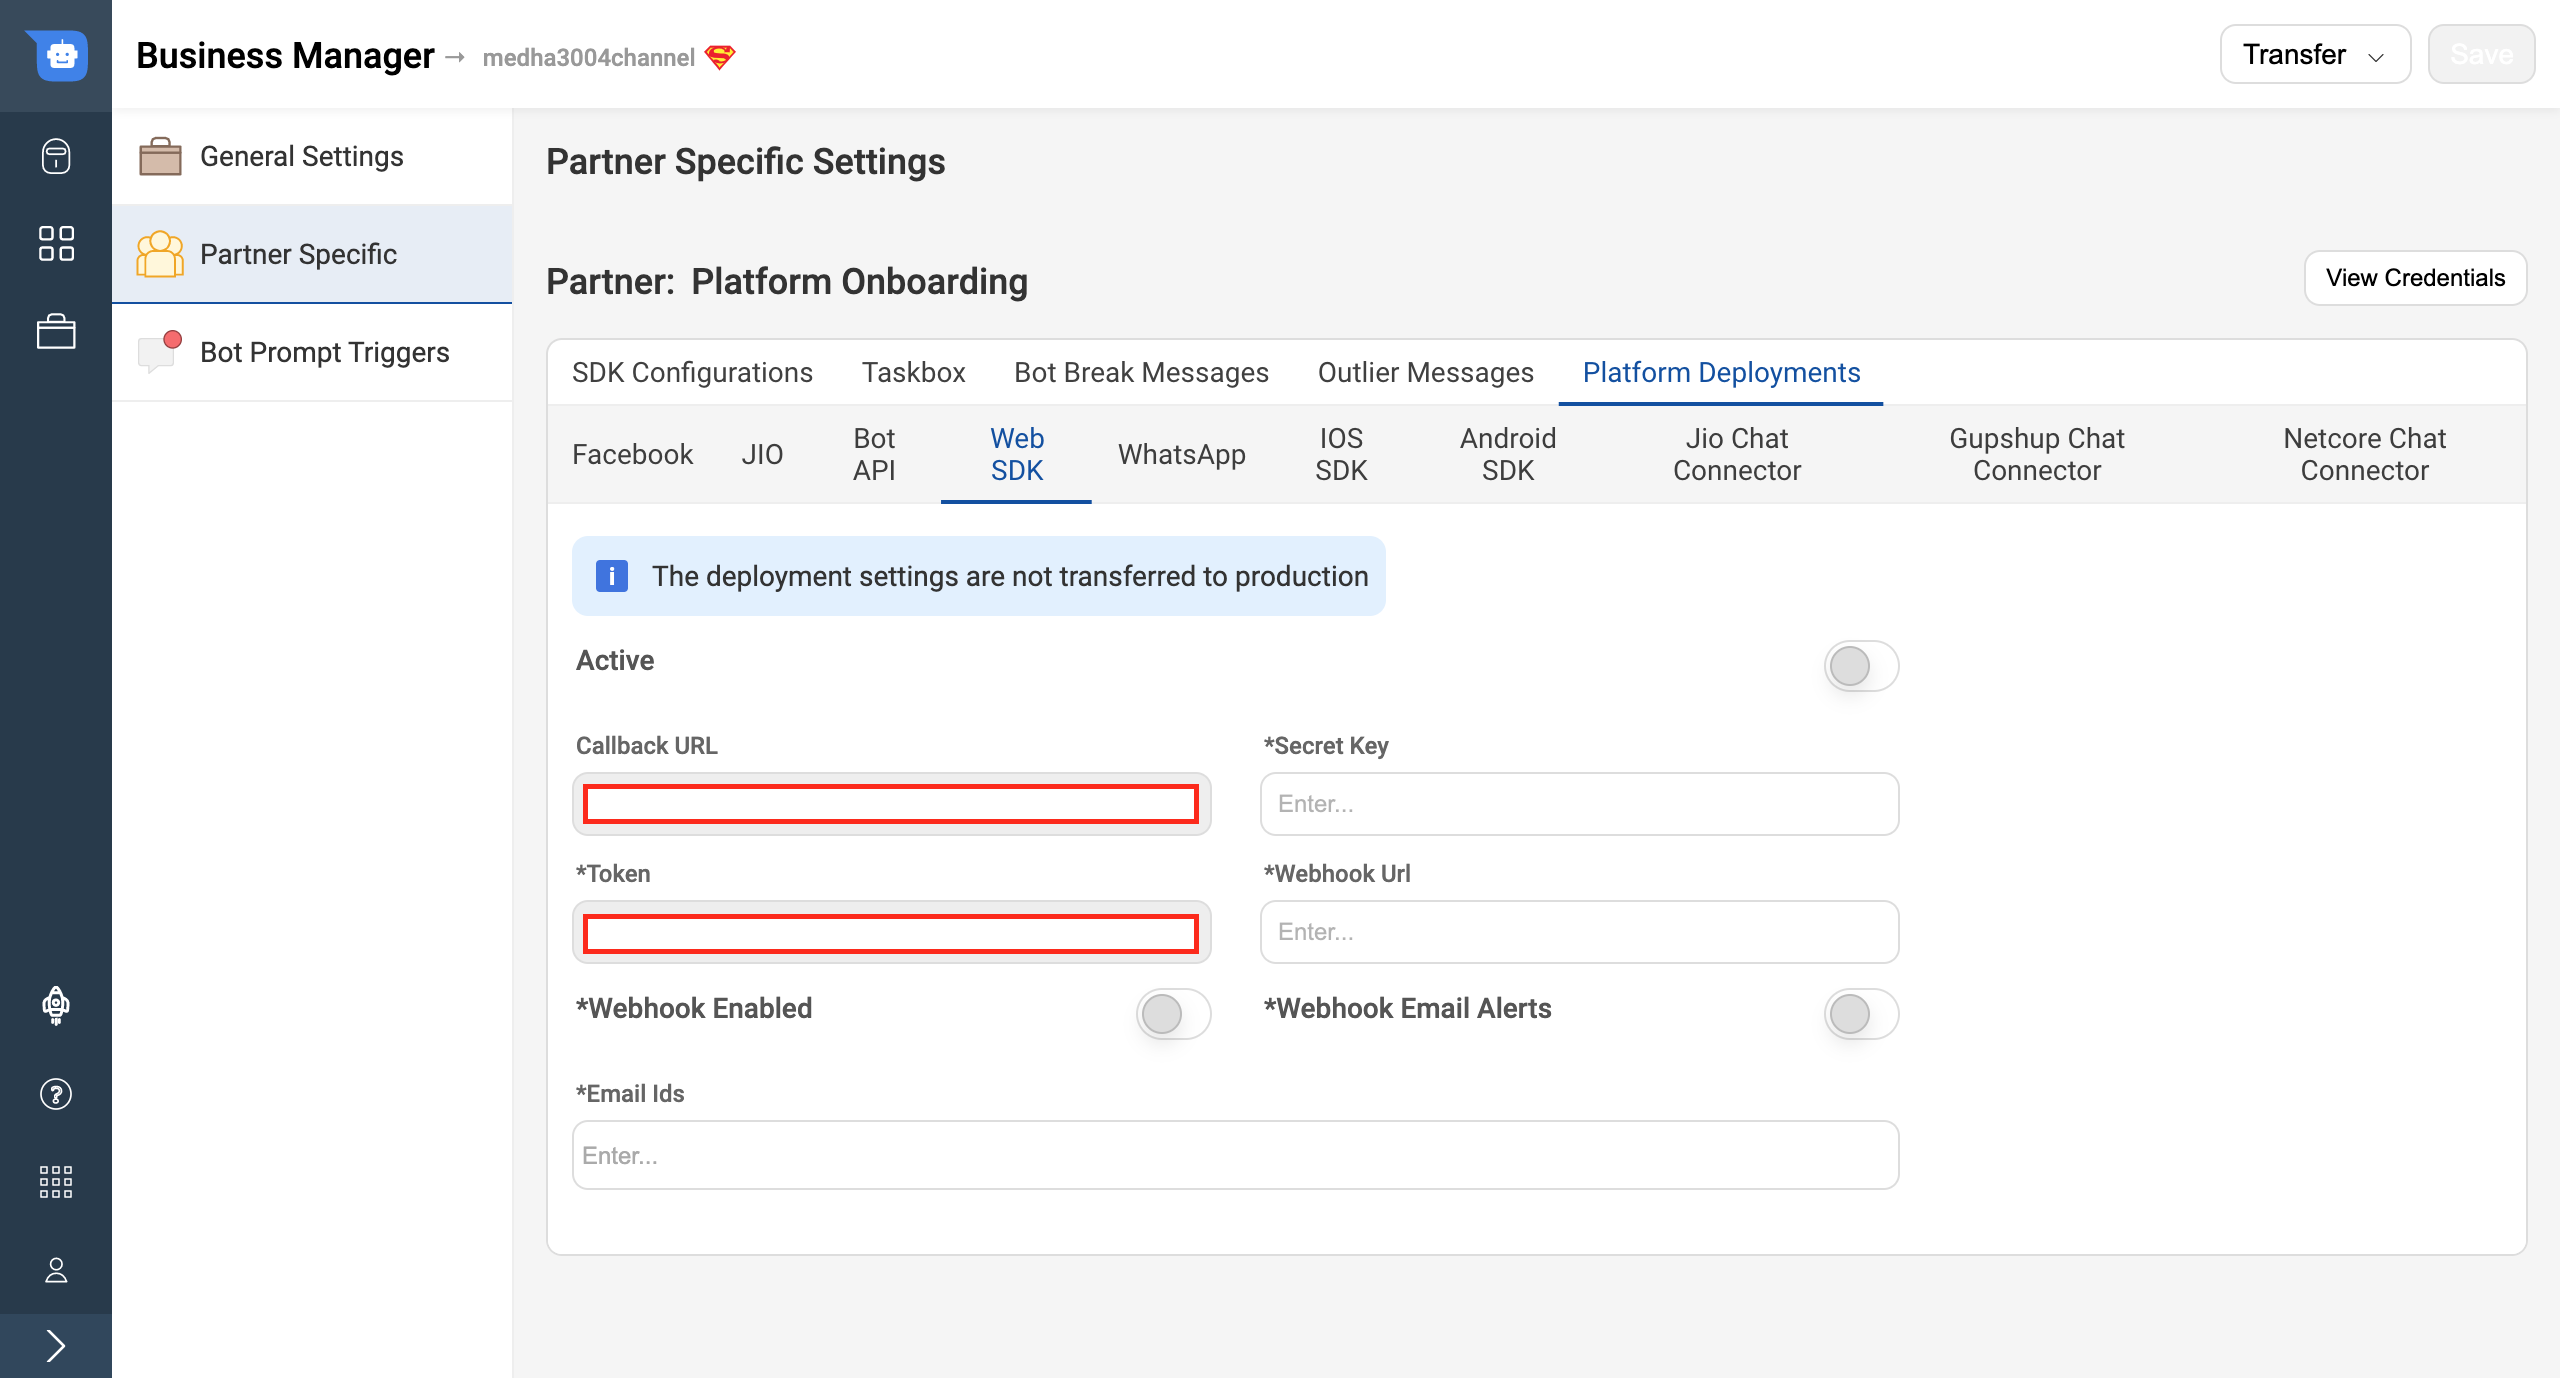 Business Manager → medha3004channel
Transfer
Save
General Settings
Partner Specific
Bot Prompt Triggers
Partner Specific Settings
Partner: Platform Onboarding
View Credentials
SDK Configurations
Taskbox
Bot Break Messages
Outlier Messages
Platform Deployments
Facebook
JIO
Bot
API
Web
SDK
WhatsApp
IOS
SDK
Android
SDK
Jio Chat
Connector
Gupshup Chat
Connector
Netcore Chat
Connector
i The deployment settings are not transferred to production
Active
Callback URL
*Secret Key
Enter...
*Token
*Webhook Url
Enter...
*Webhook Enabled
*Webhook Email Alerts
*Email Ids
Enter...